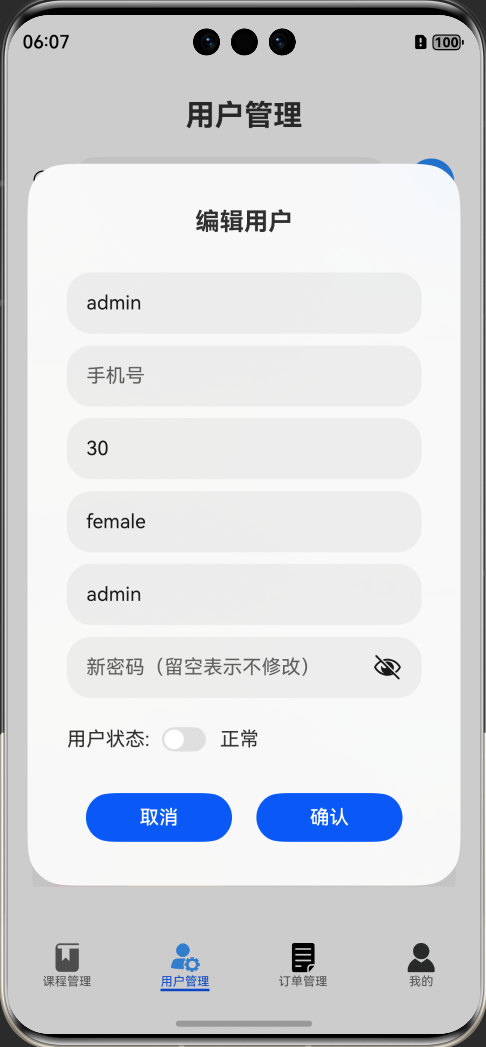 06:07
100
用户管理
编辑用户
admin
手机号
30
female
admin
新密码（留空表示不修改）
用户状态: 正常
取消 确认
课程管理 用户管理 订单管理 我的